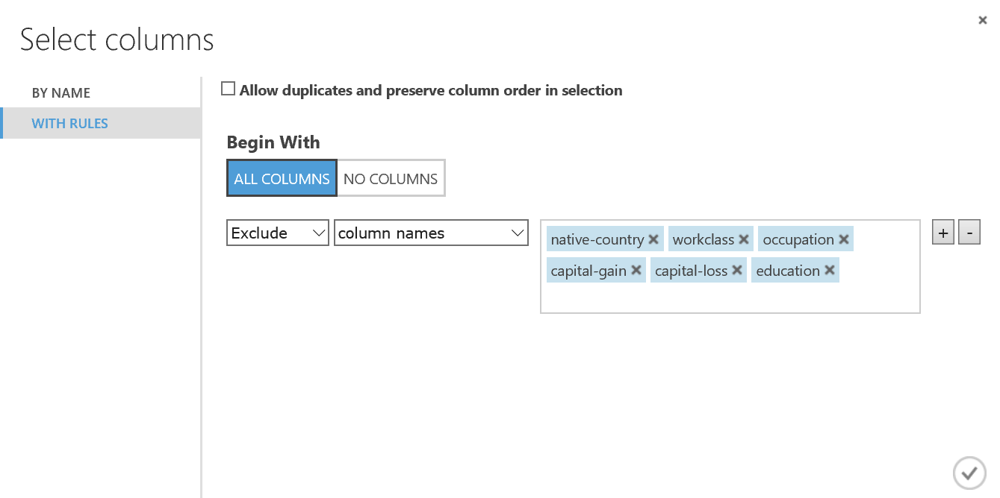 Select columns
BY NAME
WITH RULES
Allow duplicates and preserve column order in selection
Begin With
ALL COLUMNS NO COLUMNS
Exclude column names
native-country workclass occupation
capital-gain capital-loss education
+ -